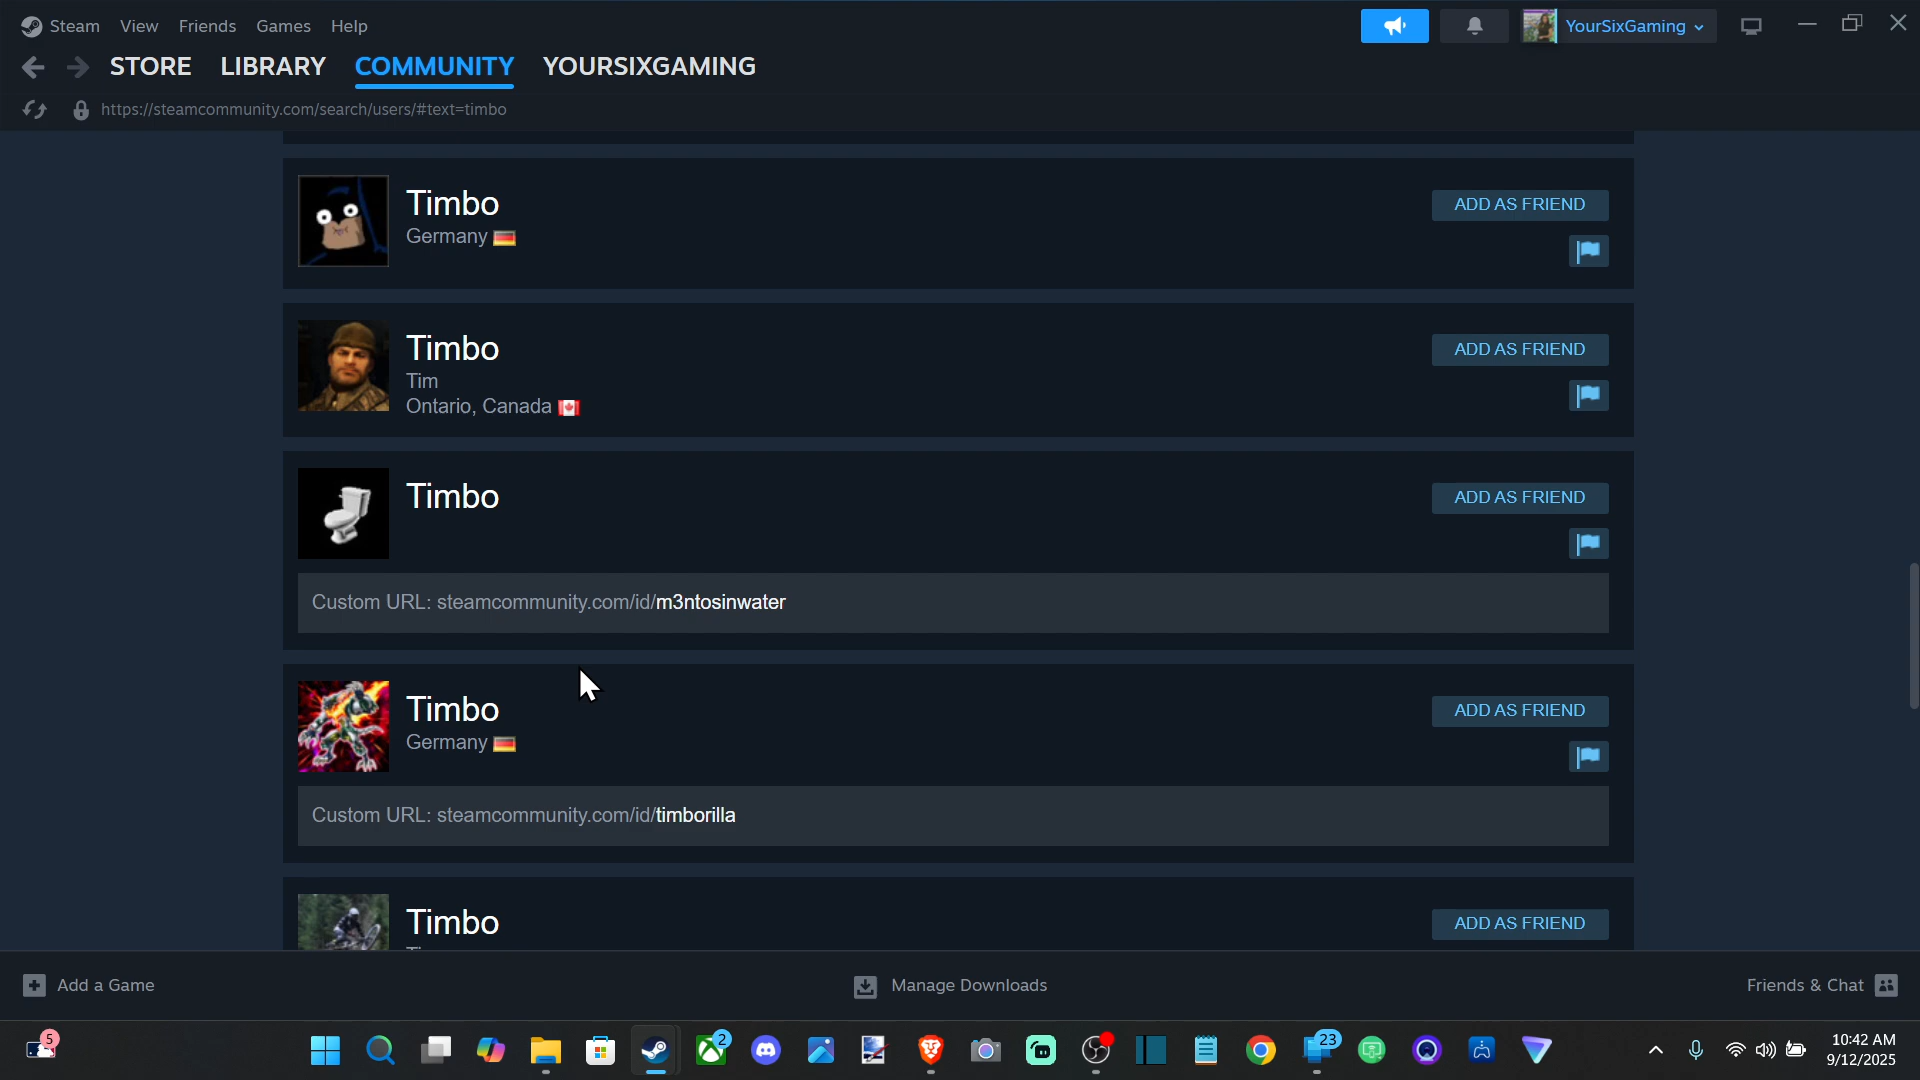 Steam View Friends Games Help
YourSixGaming
STORE LIBRARY COMMUNITY YOURSIXGAMING
https://steamcommunity.com/search/users/#text=timbo
Timbo
Germany
ADD AS FRIEND
Timbo
Tim
Ontario, Canada
ADD AS FRIEND
Timbo
ADD AS FRIEND
Custom URL: steamcommunity.com/id/m3ntosinwater
Timbo
Germany
ADD AS FRIEND
Custom URL: steamcommunity.com/id/timborilla
Timbo
ADD AS FRIEND
Add a Game
Manage Downloads
Friends & Chat
5
2
23
10:42 AM
9/12/2025